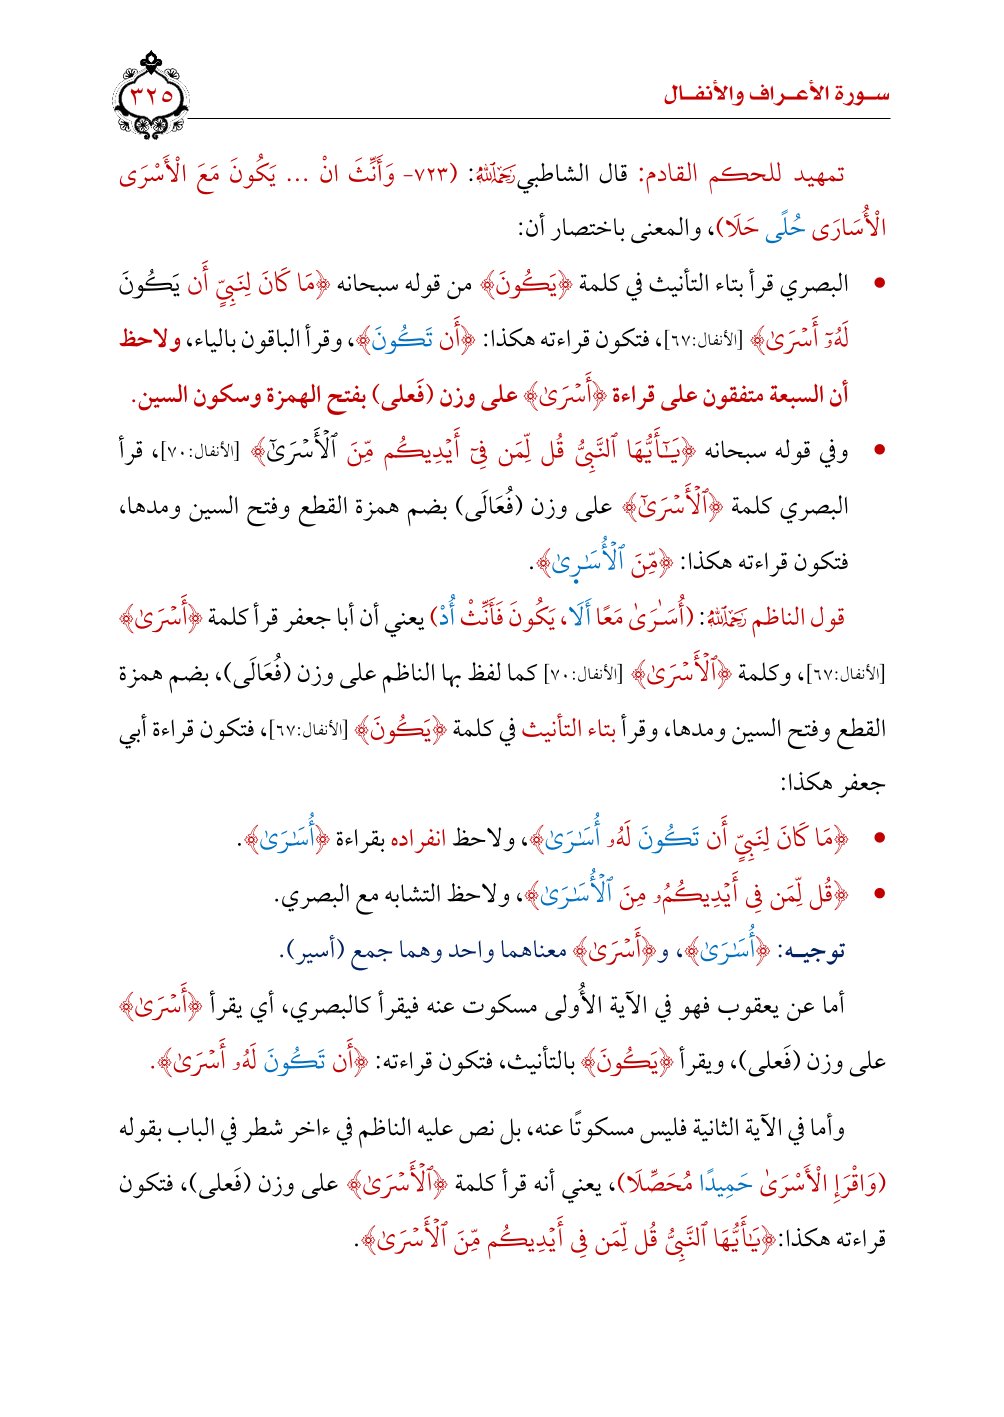 سـورة الأعـراف والأنفـال
٣٢٥
تمهيد للحكم القادم: قال الشاطبي رَحِمَهُ ٱللَّهُ: (٧٢٣- وَأَنِّثَ انْ ... يَكُونَ مَعَ الْأَسْرَى
الْأُسَارَى حُلًى حَلَا)، والمعنى باختصار أن:
• البصري قرأ بتاء التأنيث في كلمة ﴿يَكُونَ﴾ من قوله سبحانه ﴿مَا كَانَ لِنَبِيٍّ أَن يَكُونَ
لَهُۥٓ أَسۡرَىٰ﴾ [الأنفال:٦٧]، فتكون قراءته هكذا: ﴿أَن تَكُونَ﴾، وقرأ الباقون بالياء، ولاحظ
أن السبعة متفقون على قراءة ﴿أَسۡرَىٰ﴾ على وزن (فَعلى) بفتح الهمزة وسكون السين.
• وفي قوله سبحانه ﴿يَـٰٓأَيُّهَا ٱلنَّبِيُّ قُل لِّمَن فِيٓ أَيۡدِيكُم مِّنَ ٱلۡأَسۡرَىٰٓ﴾ [الأنفال:٧٠]، قرأ
البصري كلمة ﴿ٱلۡأَسۡرَىٰٓ﴾ على وزن (فُعَالَى) بضم همزة القطع وفتح السين ومدها،
فتكون قراءته هكذا: ﴿مِّنَ ٱلۡأُسَـٰرِىٰ﴾.
قول الناظم رَحِمَهُ ٱللَّهُ: (أُسَـٰرَىٰ مَعًا أَلَا، يَكُونَ فَأَنِّثْ أُدْ) يعني أن أبا جعفر قرأ كلمة ﴿أَسۡرَىٰ﴾
[الأنفال:٦٧]، وكلمة ﴿ٱلۡأَسۡرَىٰ﴾ [الأنفال:٧٠] كما لفظ بها الناظم على وزن (فُعَالَى)، بضم همزة
القطع وفتح السين ومدها، وقرأ بتاء التأنيث في كلمة ﴿يَكُونَ﴾ [الأنفال:٦٧]، فتكون قراءة أبي
جعفر هكذا:
• ﴿مَا كَانَ لِنَبِيٍّ أَن تَكُونَ لَهُۥ أُسَـٰرَىٰ﴾، ولاحظ انفراده بقراءة ﴿أُسَـٰرَىٰ﴾.
• ﴿قُل لِّمَن فِي أَيۡدِيكُمُۥ مِنَ ٱلۡأُسَـٰرَىٰ﴾، ولاحظ التشابه مع البصري.
توجيـه: ﴿أُسَـٰرَىٰ﴾، و﴿أَسۡرَىٰ﴾ معناهما واحد وهما جمع (أسير).
أما عن يعقوب فهو في الآية الأُولى مسكوت عنه فيقرأ كالبصري، أي يقرأ ﴿أَسۡرَىٰ﴾
على وزن (فَعلى)، ويقرأ ﴿يَكُونَ﴾ بالتأنيث، فتكون قراءته: ﴿أَن تَكُونَ لَهُۥ أَسۡرَىٰ﴾.
وأما في الآية الثانية فليس مسكوتًا عنه، بل نص عليه الناظم في ءاخر شطر في الباب بقوله
(وَاقْرَإِ الْأَسْرَىٰ حَمِيدًا مُحَصِّلَا)، يعني أنه قرأ كلمة ﴿ٱلۡأَسۡرَىٰ﴾ على وزن (فَعلى)، فتكون
قراءته هكذا:﴿يَـٰٓأَيُّهَا ٱلنَّبِيُّ قُل لِّمَن فِي أَيۡدِيكُم مِّنَ ٱلۡأَسۡرَىٰ﴾.